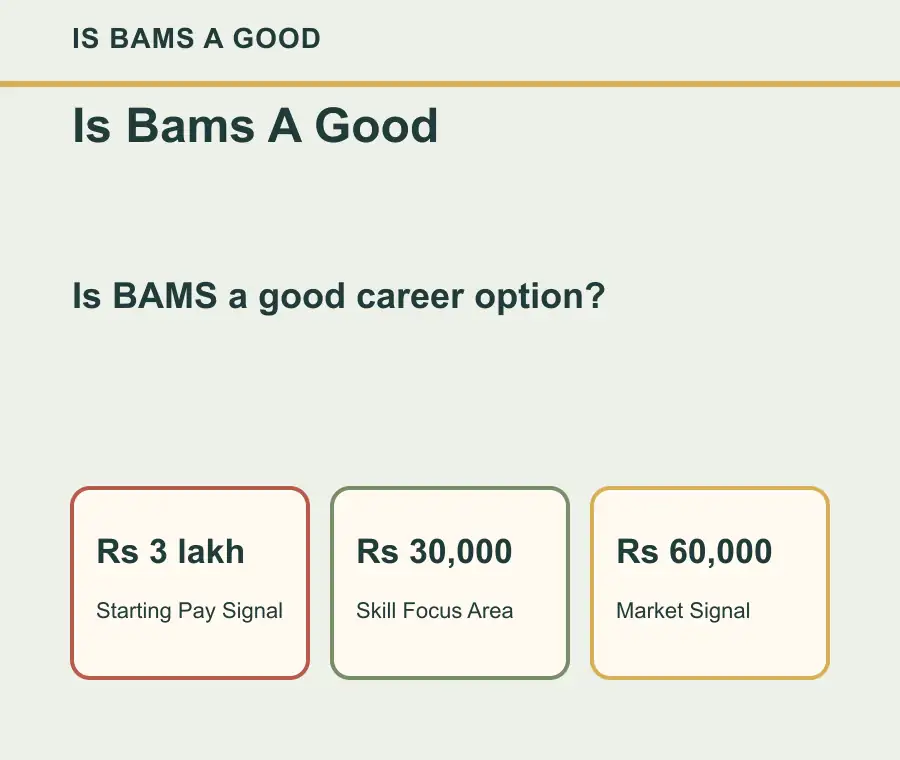 IS BAMS A GOOD
Is Bams A Good
Is BAMS a good career option?
Rs 3 lakh
Starting Pay Signal
Rs 30,000
Skill Focus Area
Rs 60,000
Market Signal